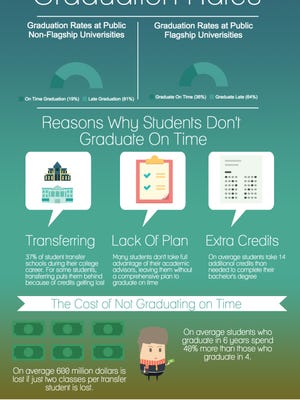 Graduation Rates
Graduation Rates at Public
Non-Flagship Univerisities
Graduation Rates at Public
Flagship Univerisities
On Time Graduation (19%)
Late Graduation (81%)
Graduate On Time (36%)
Graduate Late (64%)
Reasons Why Students Don't
Graduate On Time
Transferring
37% of student transfer
schools during their college
career. For some students,
transferring puts them behind
because of credits getting lost
Lack Of Plan
Many students don't take full
advantage of their academic
advisors, leaving them without
a comprehensive plan to
graduate on time
Extra Credits
On average students take 14
additional credits than
needed to complete their
bachelor's degree
The Cost of Not Graduating on Time
On average 600 million dollars is
lost if just two classes per transfer
student is lost.
On average students who
graduate in 6 years spend
40% more than those who
graduate in 4.